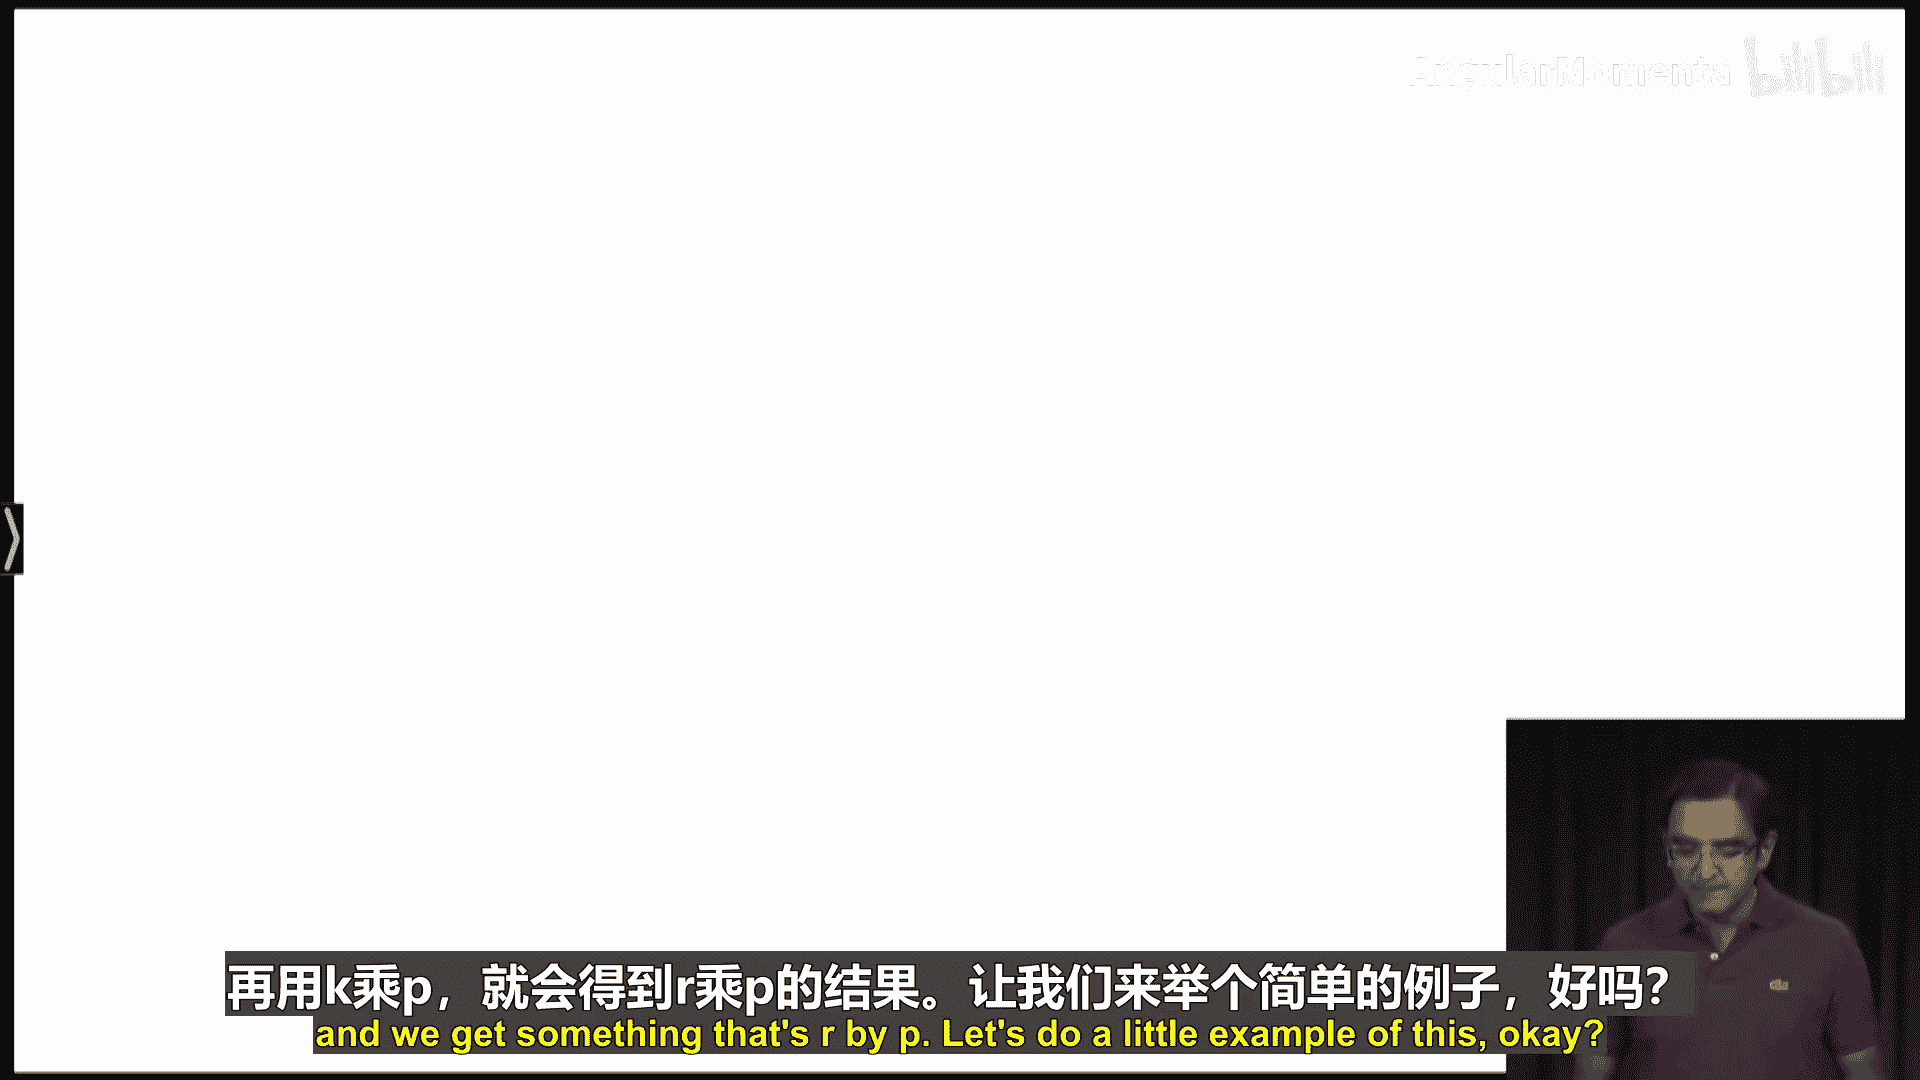 AngularMomenta bilibili
再用k乘p，就会得到r乘p的结果。让我们来举个简单的例子，好吗？
and we get something that's r by p. Let's do a little example of this, okay?